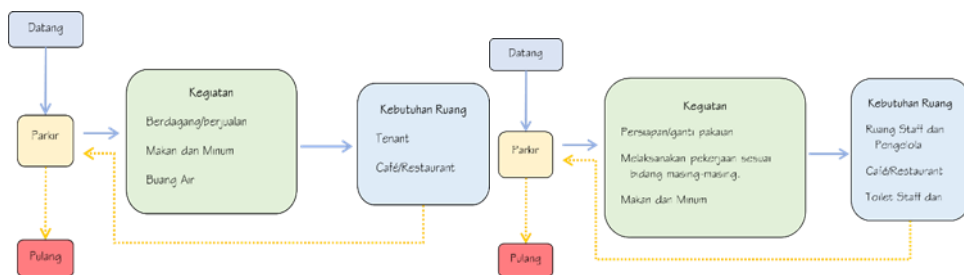 Datang
Parkir
Pulang
Kegiatan
Berdagang/berjualan
Makan dan Minum
Buang Air
Kebutuhan Ruang
Tenant
Café/Restaurant
Datang
Parkir
Pulang
Kegiatan
Persiapan/ganti pakaian
Melaksanakan pekerjaan sesuai
bidang masing-masing.
Makan dan Minum
Kebutuhan Ruang
Ruang Staff dan
Pengelola
Café/Restaurant
Toilet Staff dan